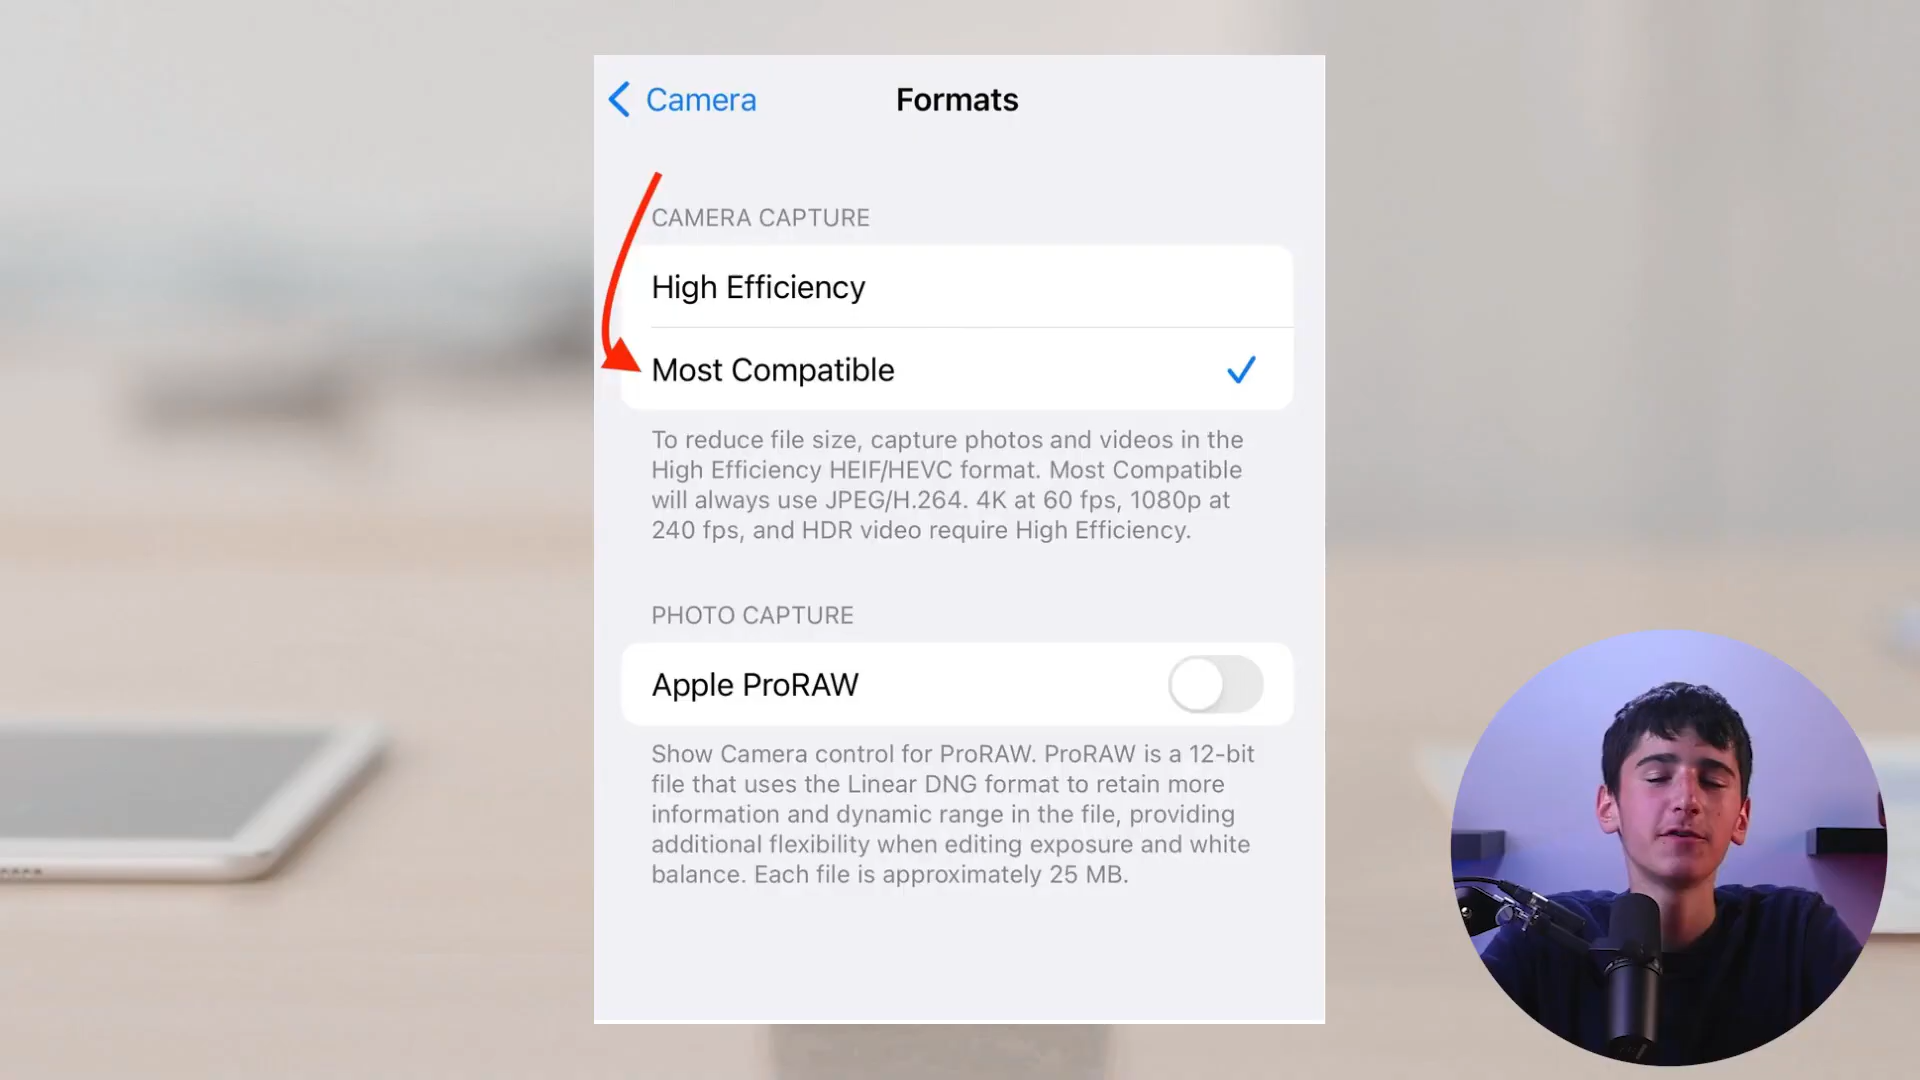 Camera
Formats
CAMERA CAPTURE
High Efficiency
Most Compatible
To reduce file size, capture photos and videos in the
High Efficiency HEIF/HEVC format. Most Compatible
will always use JPEG/H.264. 4K at 60 fps, 1080p at
240 fps, and HDR video require High Efficiency.
PHOTO CAPTURE
Apple ProRAW
Show Camera control for ProRAW. ProRAW is a 12-bit
file that uses the Linear DNG format to retain more
information and dynamic range in the file, providing
additional flexibility when editing exposure and white
balance. Each file is approximately 25 MB.